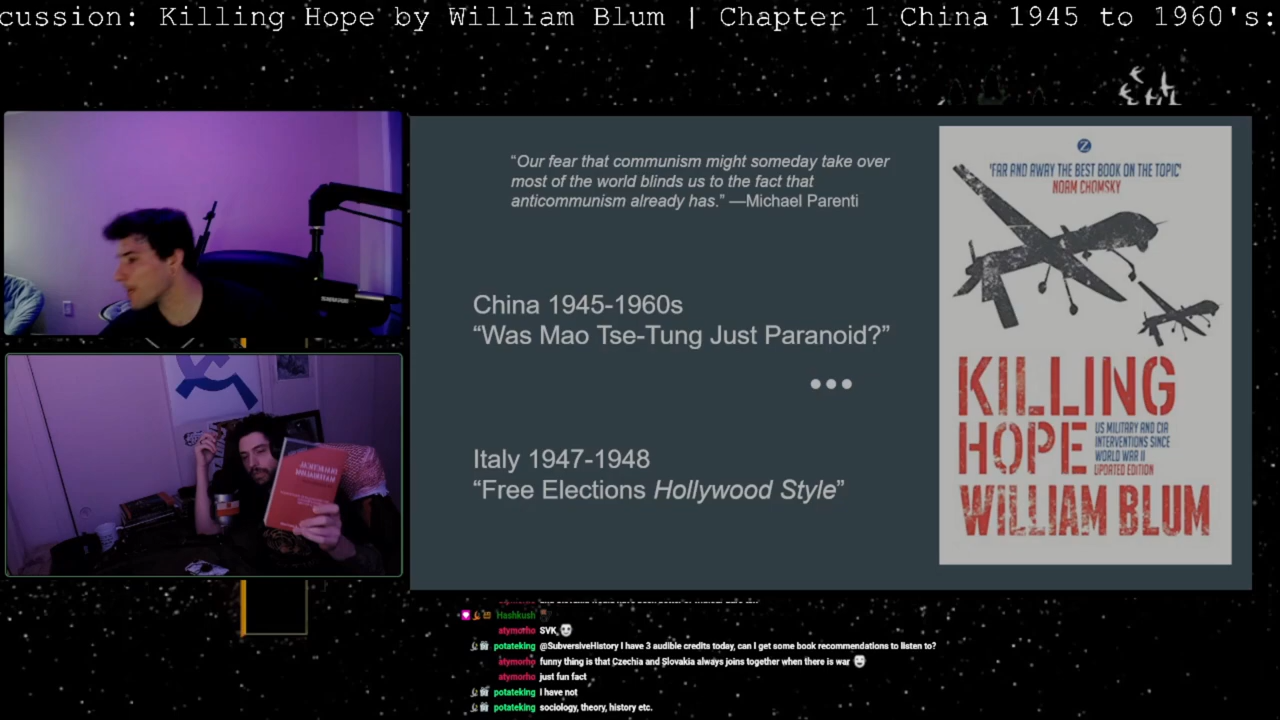 cussion: Killing Hope by William Blum | Chapter 1 China 1945 to 1960's:
“Our fear that communism might someday take over
most of the world blinds us to the fact that
anticommunism already has.” —Michael Parenti
China 1945-1960s
“Was Mao Tse-Tung Just Paranoid?”
Italy 1947-1948
“Free Elections Hollywood Style”
Z
'FAR AND AWAY THE BEST BOOK ON THE TOPIC'
NOAM CHOMSKY
KILLING
HOPE
US MILITARY AND CIA
INTERVENTIONS SINCE
WORLD WAR II
UPDATED EDITION
WILLIAM BLUM
Hashkush
stymorho SVK
potateking @SubversiveHistory I have 3 audible credits today, can I get some book recommendations to listen to?
stymorho funny thing is that Czechia and Slovakia always joins together when there is war
stymorho just fun fact
potateking I have not
potateking sociology, theory, history etc.